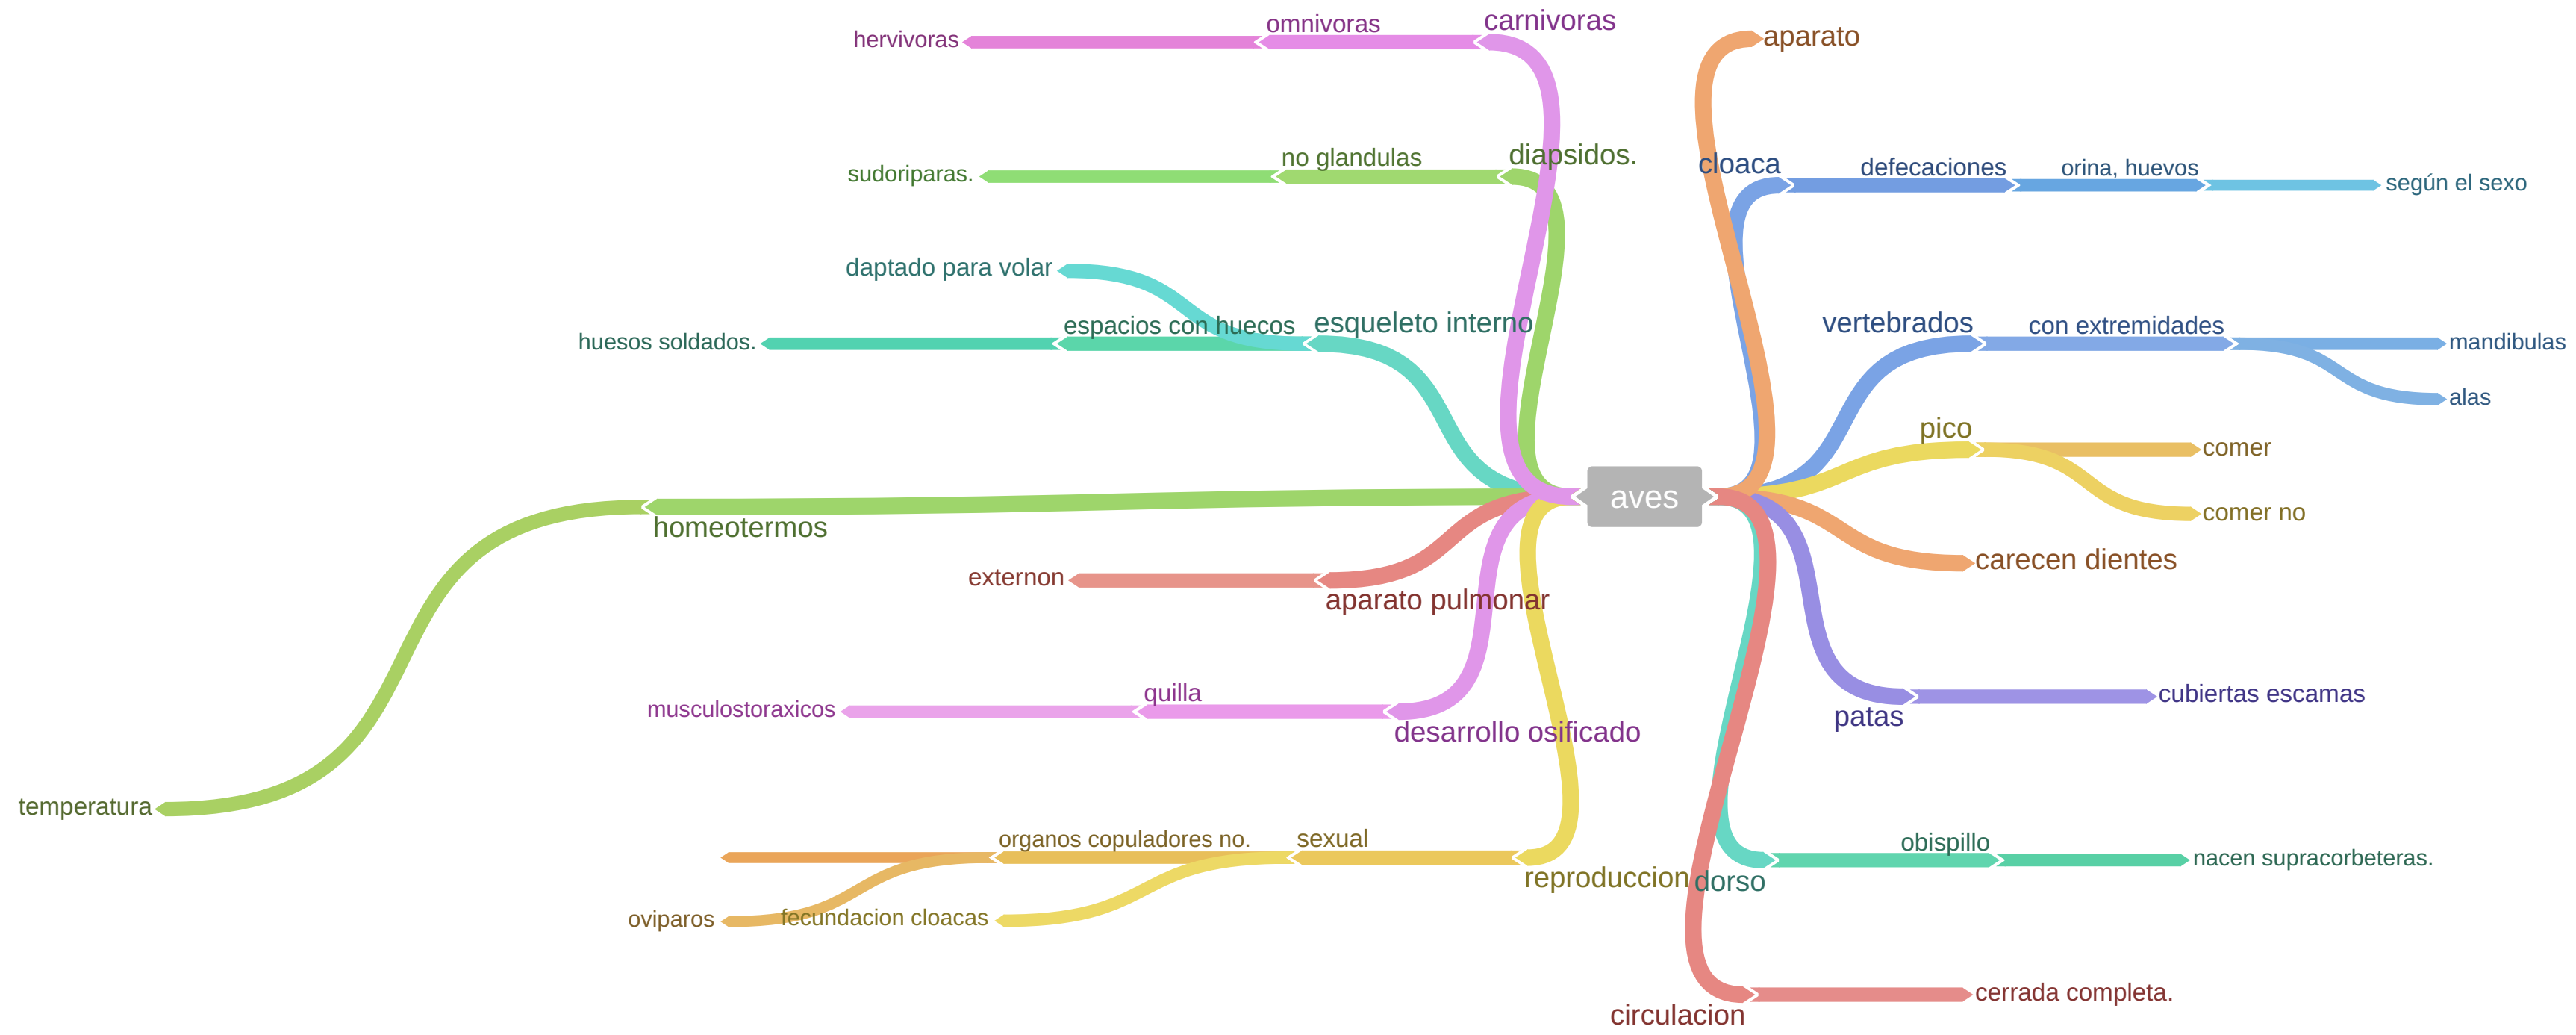 carnivoras
omnivoras
hervivoras
diapsidos.
no glandulas
sudoriparas.
esqueleto interno
daptado para volar
espacios con huecos
huesos soldados.
homeotermos
temperatura
aparato pulmonar
externon
desarrollo osificado
quilla
musculostoraxicos
reproduccion
sexual
organos copuladores no.
oviparos
fecundacion cloacas
aves
aparato
cloaca
defecaciones
orina, huevos
según el sexo
vertebrados
con extremidades
mandibulas
alas
pico
comer
comer no
carecen dientes
patas
cubiertas escamas
dorso
obispillo
nacen supracorbeteras.
circulacion
cerrada completa.